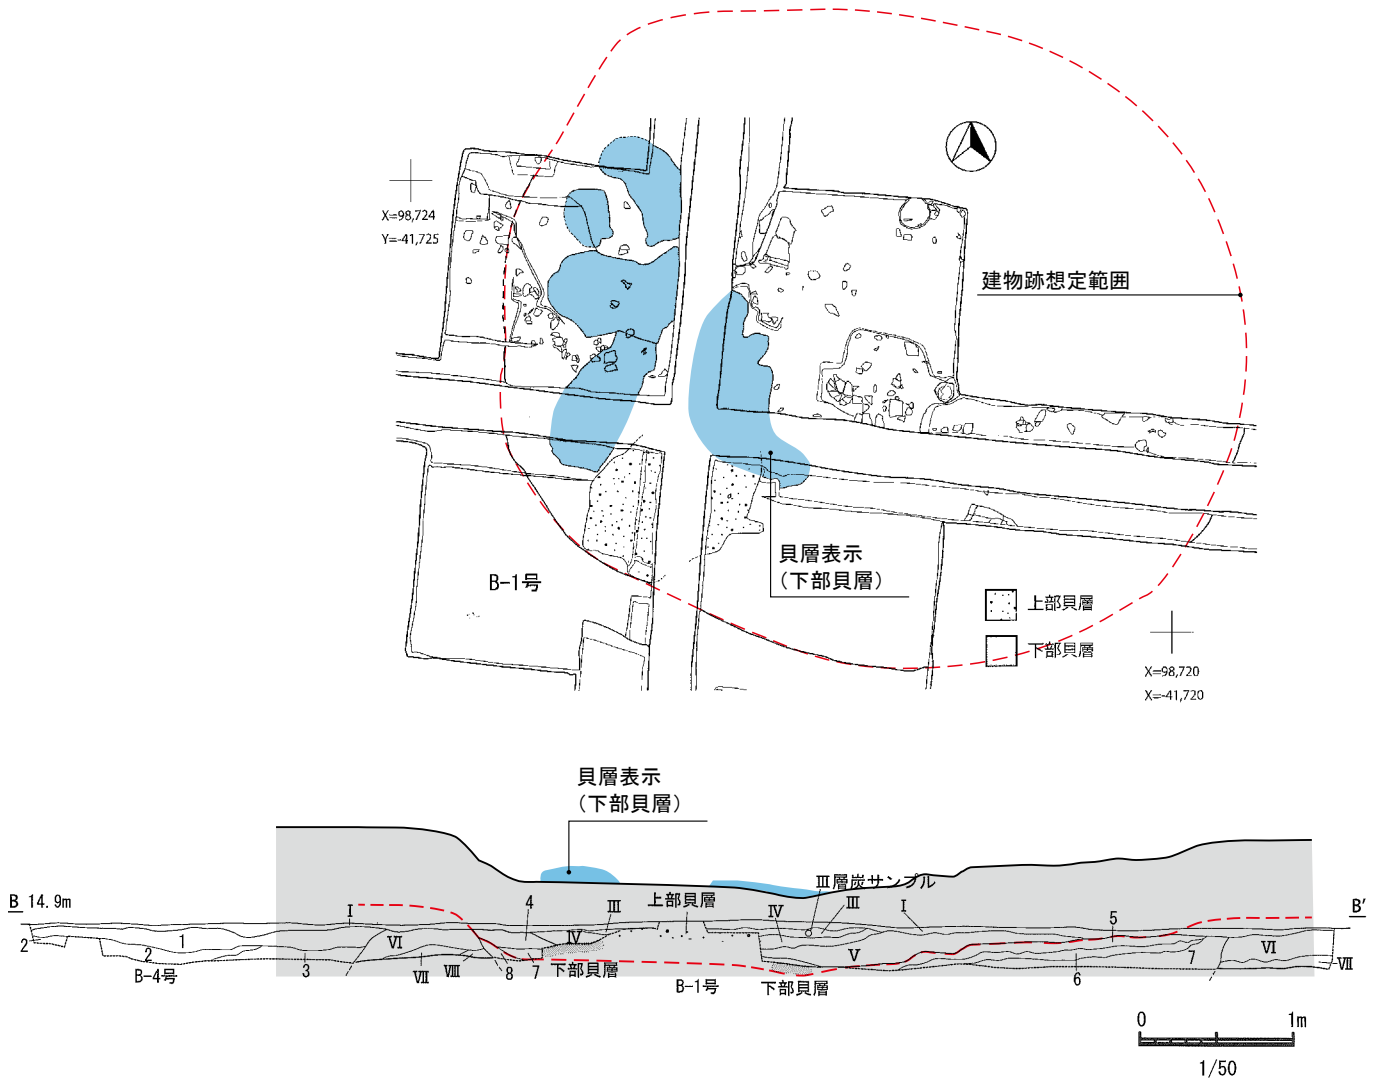 X=98,724
Y=-41,725
建物跡想定範囲
貝層表示
（下部貝層）
B-1号
上部貝層
下部貝層
X=98,720
X=-41,720
貝層表示
（下部貝層）
B 14.9m
B'
Ⅲ層炭サンプル
上部貝層
Ⅰ
4
Ⅲ
Ⅳ
Ⅲ
Ⅰ
5
2
1
Ⅵ
Ⅳ
Ⅴ
Ⅵ
2
3
Ⅶ
Ⅷ
8
7
下部貝層
7
Ⅶ
B-4号
B-1号
下部貝層
6
0
1m
1/50